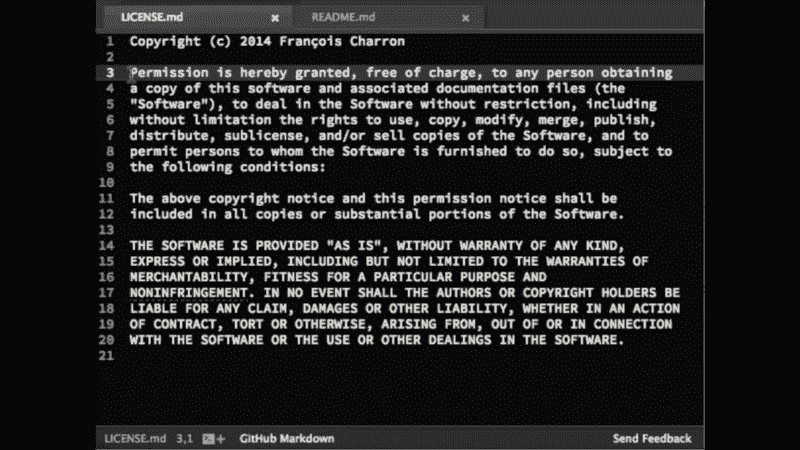 LICENSE.md × README.md ×
1 Copyright (c) 2014 François Charron
2
3 Permission is hereby granted, free of charge, to any person obtaining
4 a copy of this software and associated documentation files (the
5 "Software"), to deal in the Software without restriction, including
6 without limitation the rights to use, copy, modify, merge, publish,
7 distribute, sublicense, and/or sell copies of the Software, and to
8 permit persons to whom the Software is furnished to do so, subject to
9 the following conditions:
10
11 The above copyright notice and this permission notice shall be
12 included in all copies or substantial portions of the Software.
13
14 THE SOFTWARE IS PROVIDED "AS IS", WITHOUT WARRANTY OF ANY KIND,
15 EXPRESS OR IMPLIED, INCLUDING BUT NOT LIMITED TO THE WARRANTIES OF
16 MERCHANTABILITY, FITNESS FOR A PARTICULAR PURPOSE AND
17 NONINFRINGEMENT. IN NO EVENT SHALL THE AUTHORS OR COPYRIGHT HOLDERS BE
18 LIABLE FOR ANY CLAIM, DAMAGES OR OTHER LIABILITY, WHETHER IN AN ACTION
19 OF CONTRACT, TORT OR OTHERWISE, ARISING FROM, OUT OF OR IN CONNECTION
20 WITH THE SOFTWARE OR THE USE OR OTHER DEALINGS IN THE SOFTWARE.
21
LICENSE.md 3,1 + GitHub Markdown Send Feedback